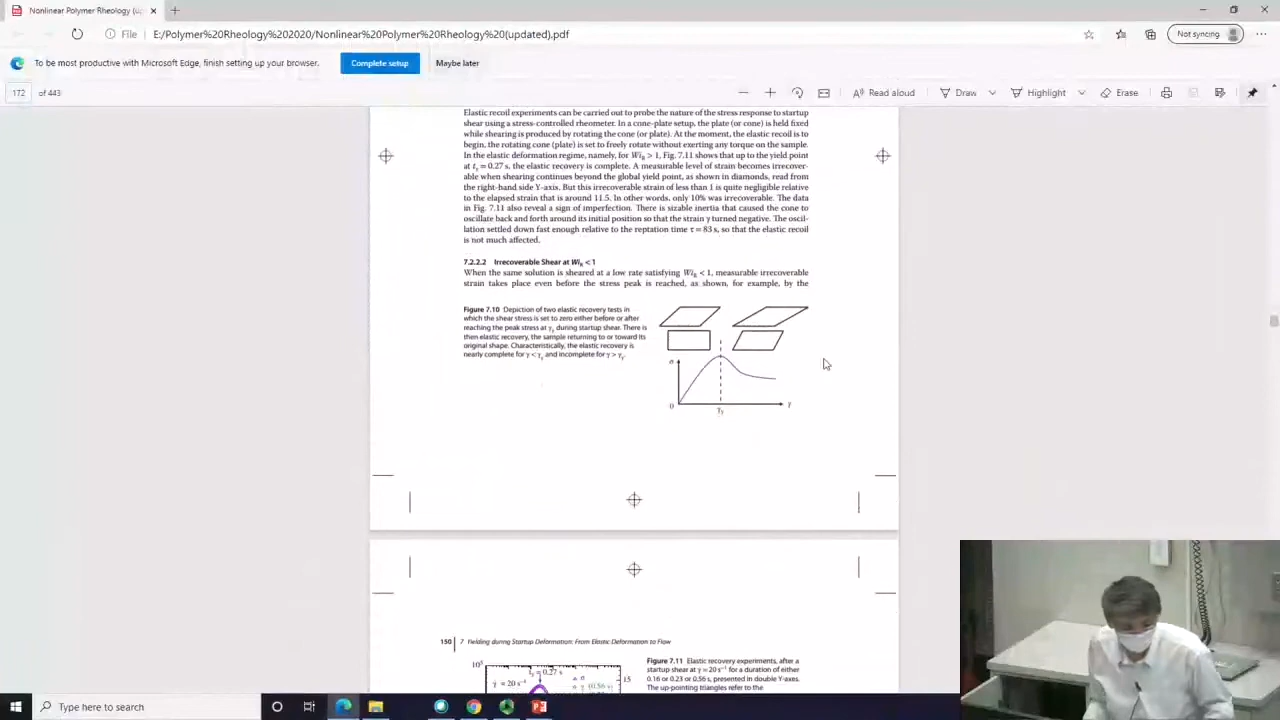 Nonlinear Polymer Rheology (up
File
E:/Polymer%20Rheology%202020/Nonlinear%20Polymer%20Rheology%20(updated).pdf
Not syncing
To be most productive with Microsoft Edge, finish setting up your browser.
Complete setup
Maybe later
172 of 443
Read aloud
Draw
Highlight
Erase
Elastic recoil experiments can be carried out to probe the nature of the stress response to startup
shear using a stress-controlled rheometer. In a cone-plate setup, the plate (or cone) is held fixed
while shearing is produced by rotating the cone (or plate). At the moment, the elastic recoil is to
begin, the rotating cone (plate) is set to freely rotate without exerting any torque on the sample.
In the elastic deformation regime, namely, for Wi_R > 1, Fig. 7.11 shows that up to the yield point
at t_y = 0.27 s, the elastic recovery is complete. A measurable level of strain becomes irrecover-
able when shearing continues beyond the global yield point, as shown in diamonds, read from
the right-hand side Y-axis. But this irrecoverable strain of less than 1 is quite negligible relative
to the elapsed strain that is around 11.5. In other words, only 10% was irrecoverable. The data
in Fig. 7.11 also reveal a sign of imperfection. There is sizable inertia that caused the cone to
oscillate back and forth around its initial position so that the strain γ turned negative. The oscil-
lation settled down fast enough relative to the reptation time τ = 83 s, so that the elastic recoil
is not much affected.
7.2.2.2 Irrecoverable Shear at Wi_R < 1
When the same solution is sheared at a low rate satisfying Wi_R < 1, measurable irrecoverable
strain takes place even before the stress peak is reached, as shown, for example, by the
Figure 7.10 Depiction of two elastic recovery tests in
which the shear stress is set to zero either before or after
reaching the peak stress at γ_y during startup shear. There is
then elastic recovery, the sample returning to or toward its
original shape. Characteristically, the elastic recovery is
nearly complete for γ < γ_y and incomplete for γ > γ_y.
σ
0
γ_y
γ
150 7 Yielding during Startup Deformation: From Elastic Deformation to Flow
10⁵
t_y = 0.27 s
γ̇ = 20 s⁻¹
σ
(0.56 s)
15
Figure 7.11 Elastic recovery experiments, after a
startup shear at γ̇ = 20 s⁻¹ for a duration of either
0.16 or 0.23 or 0.56 s, presented in double Y-axes.
The up-pointing triangles refer to the
Type here to search